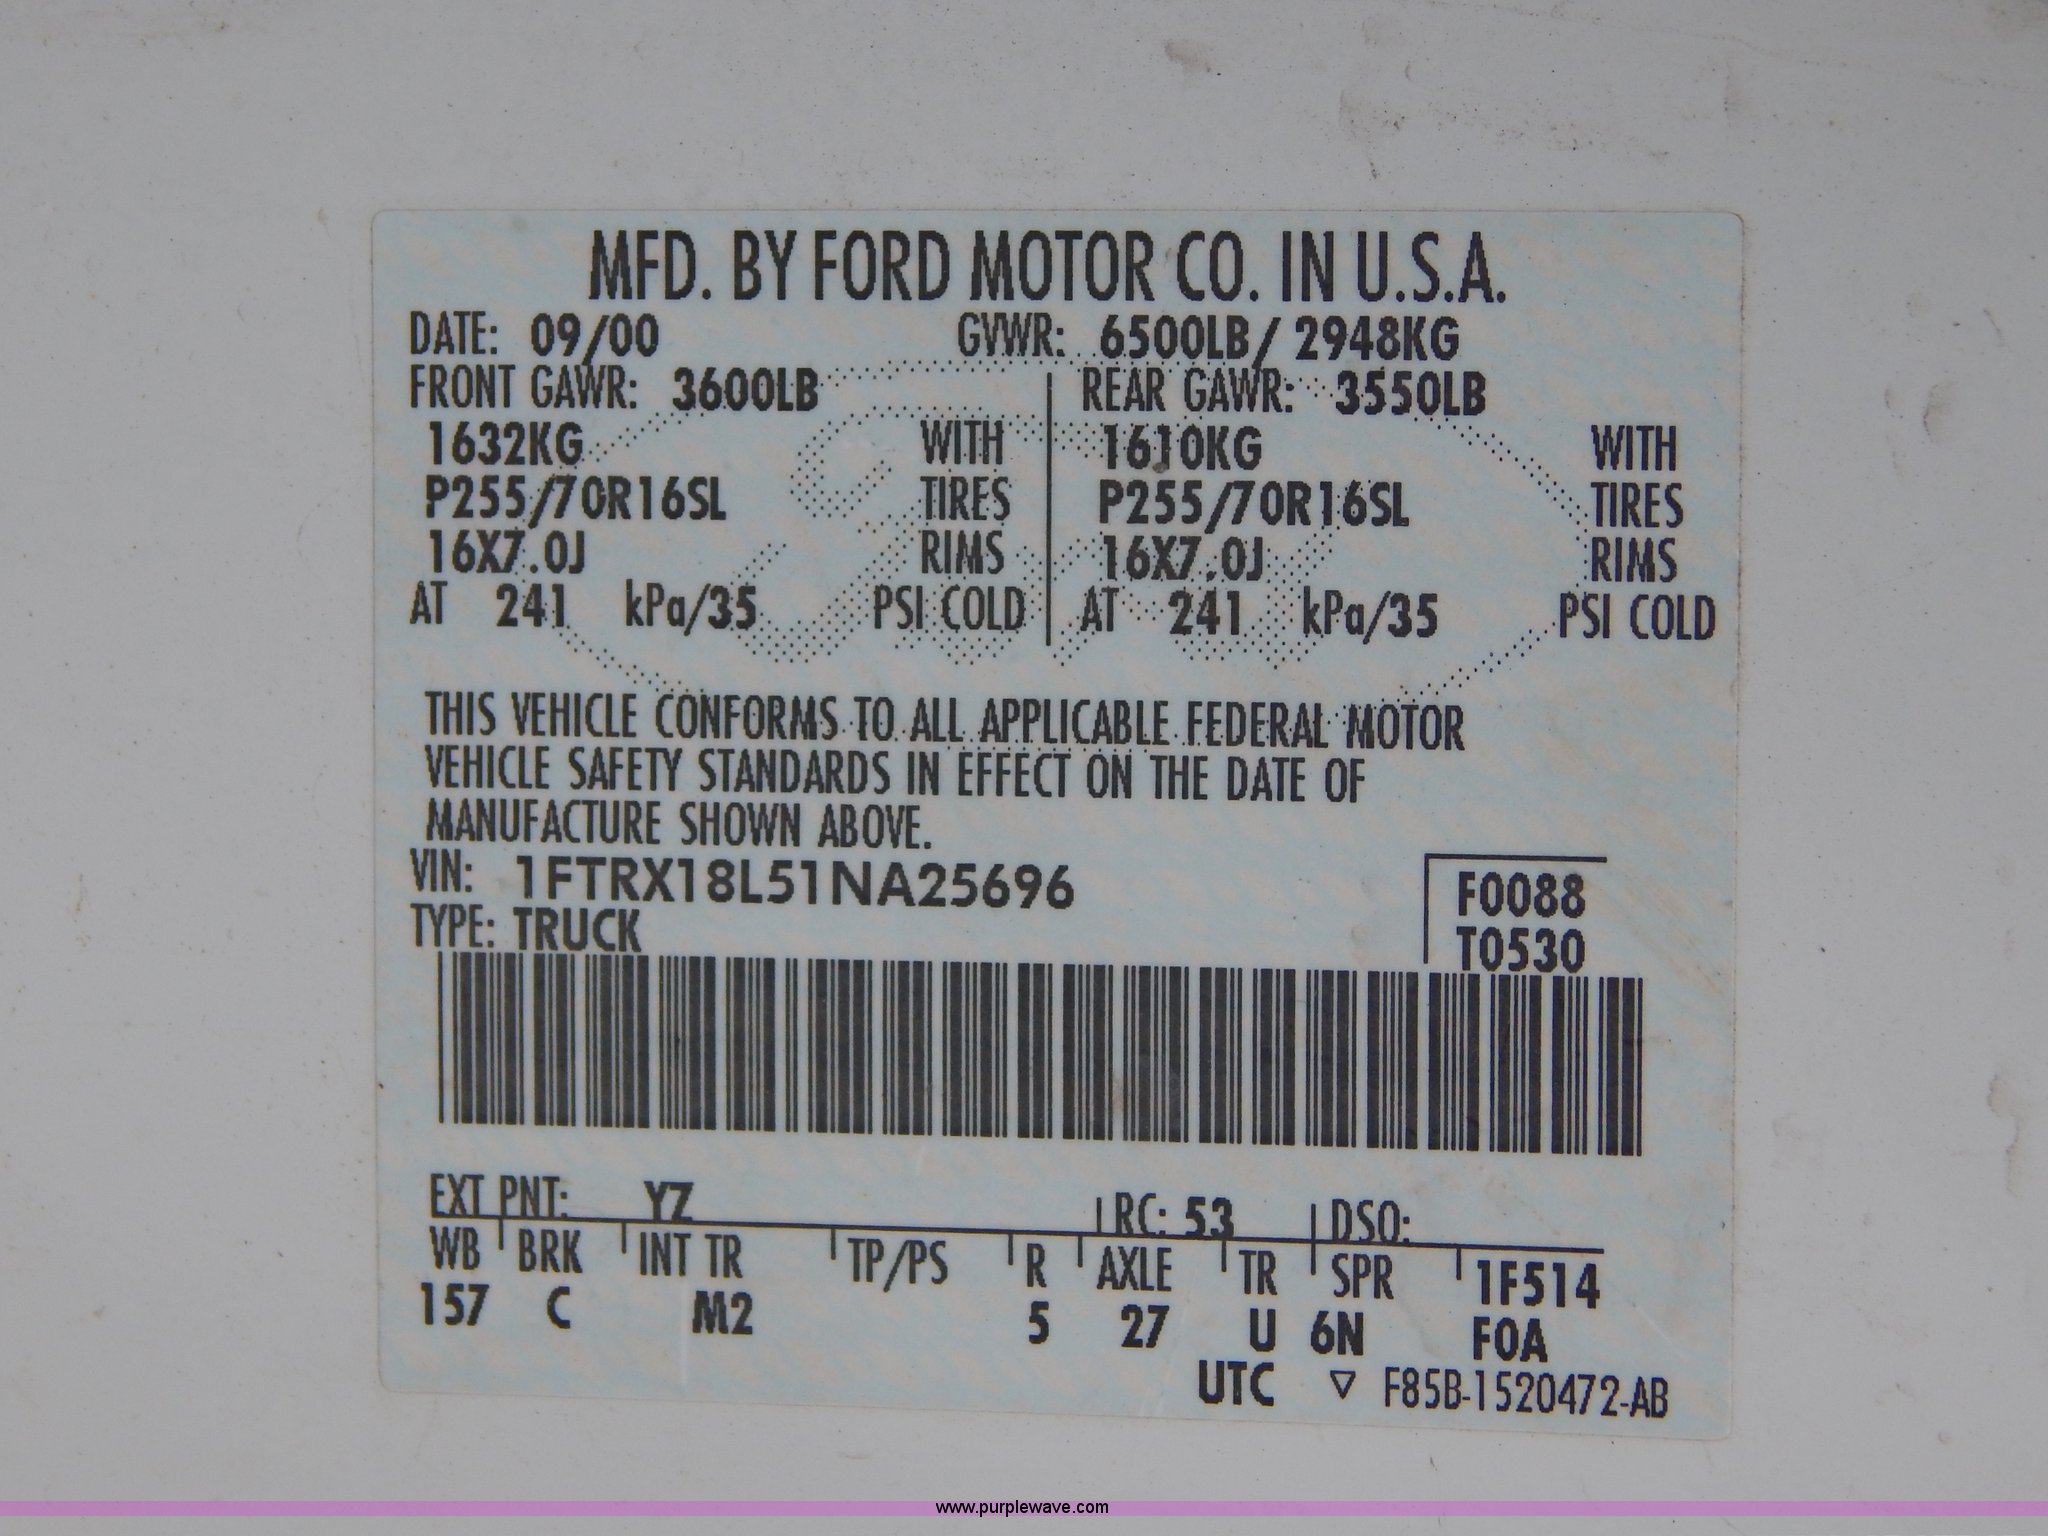 MFD. BY FORD MOTOR CO. IN U.S.A.
DATE: 09/00 GVWR: 6500LB/ 2948KG
FRONT GAWR: 3600LB REAR GAWR: 3550LB
1632KG WITH 1610KG WITH
P255/70R16SL TIRES P255/70R16SL TIRES
16X7.0J RIMS 16X7.0J RIMS
AT 241 kPa/35 PSI COLD AT 241 kPa/35 PSI COLD
THIS VEHICLE CONFORMS TO ALL APPLICABLE FEDERAL MOTOR
VEHICLE SAFETY STANDARDS IN EFFECT ON THE DATE OF
MANUFACTURE SHOWN ABOVE.
VIN: 1FTRX18L51NA25696 F0088
TYPE: TRUCK T0530
EXT PNT: YZ RC: 53 DSO:
WB BRK INT TR TP/PS R AXLE TR SPR 1F514
157 C M2 5 27 U 6N F0A
UTC ▽ F85B-1520472-AB
www.purplewave.com